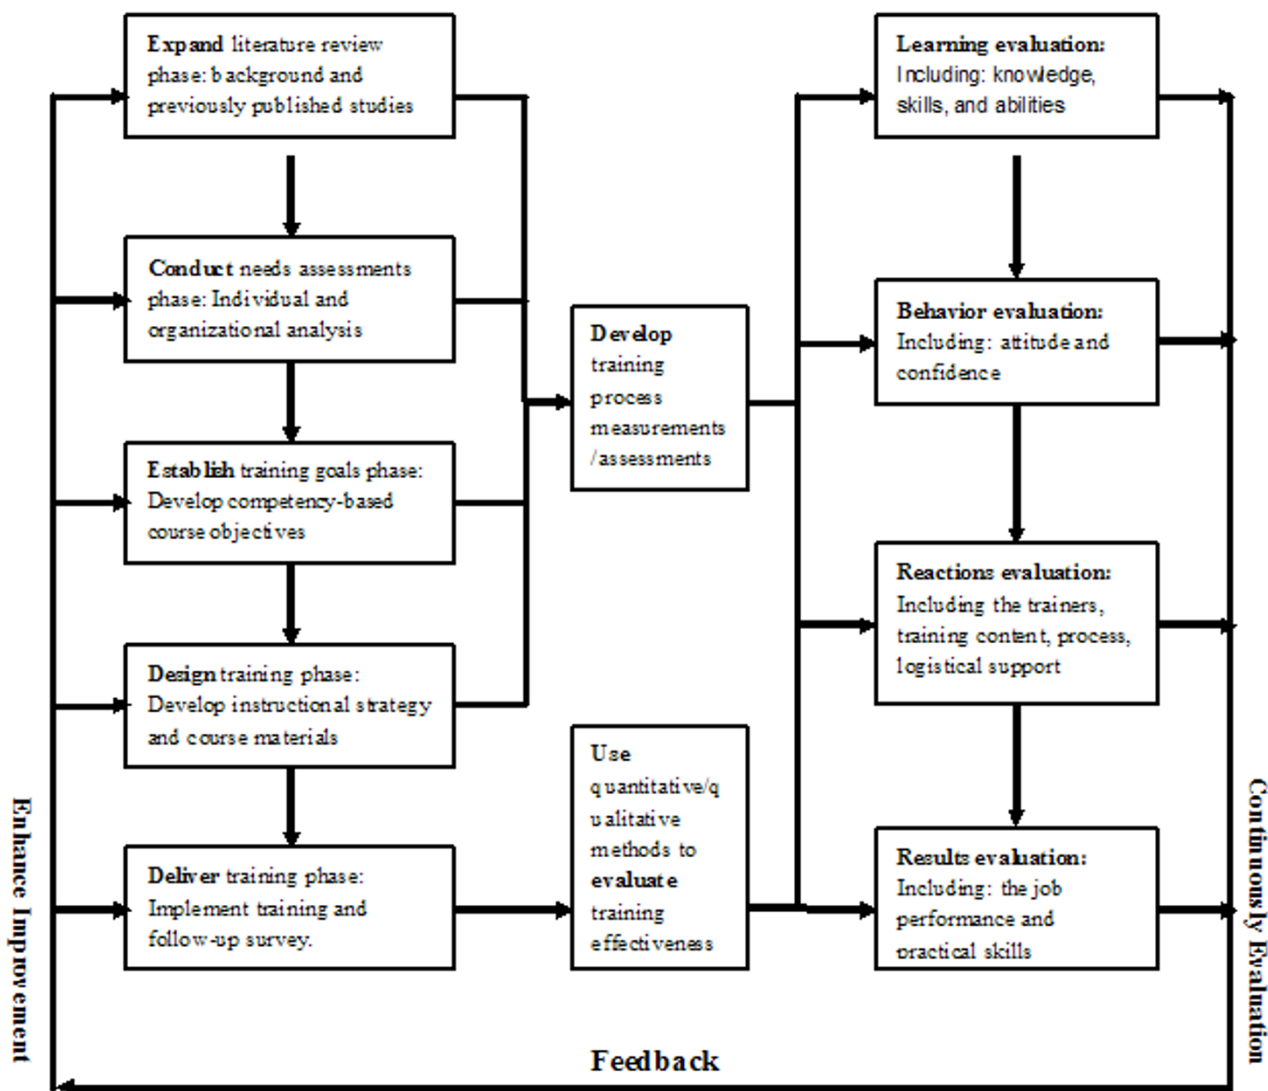 Expand literature review
phase: background and
previously published studies
Conduct needs assessments
phase: Individual and
organizational analysis
Establish training goals phase:
Develop competency-based
course objectives
Design training phase:
Develop instructional strategy
and course materials
Deliver training phase:
Implement training and
follow-up survey.
Develop
training
process
measurements
/assessments
Use
quantitative/q
ualitative
methods to
evaluate
training
effectiveness
Learning evaluation:
Including: knowledge,
skills, and abilities
Behavior evaluation:
Including: attitude and
confidence
Reactions evaluation:
Including the trainers,
training content, process,
logistical support
Results evaluation:
Including: the job
performance and
practical skills
Enhance Improvement
Continuously Evaluation
Feedback